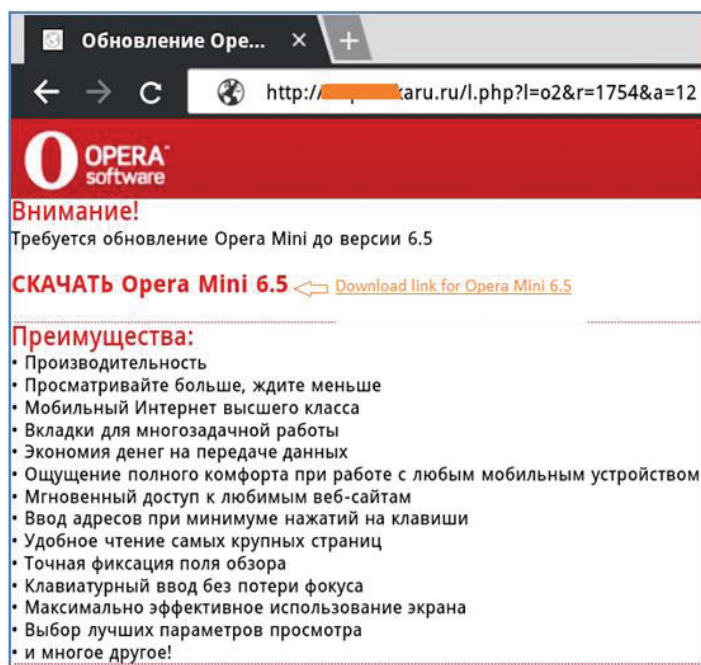 Обновление Ope... × +
http:// karu.ru/l.php?l=o2&r=1754&a=12
OPERA
software
Внимание!
Требуется обновление Opera Mini до версии 6.5
СКАЧАТЬ Opera Mini 6.5 Download link for Opera Mini 6.5
Преимущества:
• Производительность
• Просматривайте больше, ждите меньше
• Мобильный Интернет высшего класса
• Вкладки для многозадачной работы
• Экономия денег на передаче данных
• Ощущение полного комфорта при работе с любым мобильным устройством
• Мгновенный доступ к любимым веб-сайтам
• Ввод адресов при минимуме нажатий на клавиши
• Удобное чтение самых крупных страниц
• Точная фиксация поля обзора
• Клавиатурный ввод без потери фокуса
• Максимально эффективное использование экрана
• Выбор лучших параметров просмотра
• и многое другое!